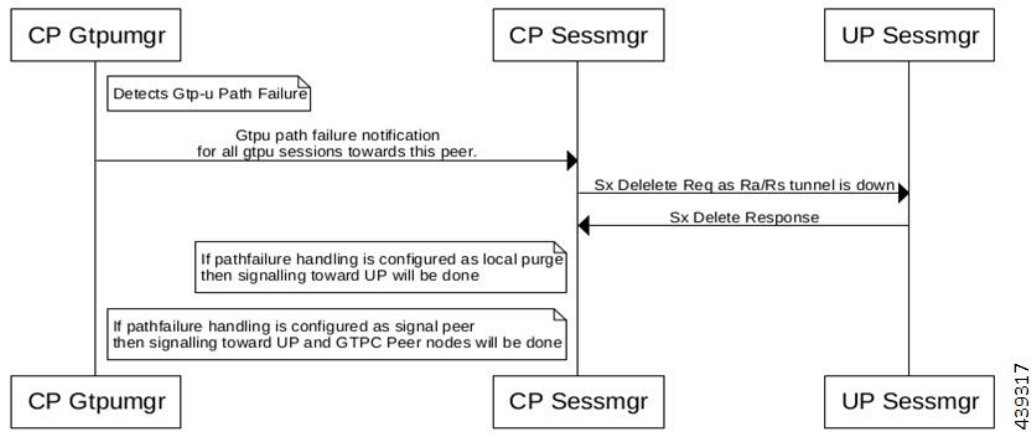 CP Gtpumgr
CP Sessmgr
UP Sessmgr
Detects Gtp-u Path Failure
Gtpu path failure notification
for all gtpu sessions towards this peer.
Sx Delelete Req as Ra/Rs tunnel is down
Sx Delete Response
If pathfailure handling is configured as local purge
then signalling toward UP will be done
If pathfailure handling is configured as signal peer
then signalling toward UP and GTPC Peer nodes will be done
CP Gtpumgr
CP Sessmgr
UP Sessmgr
439317